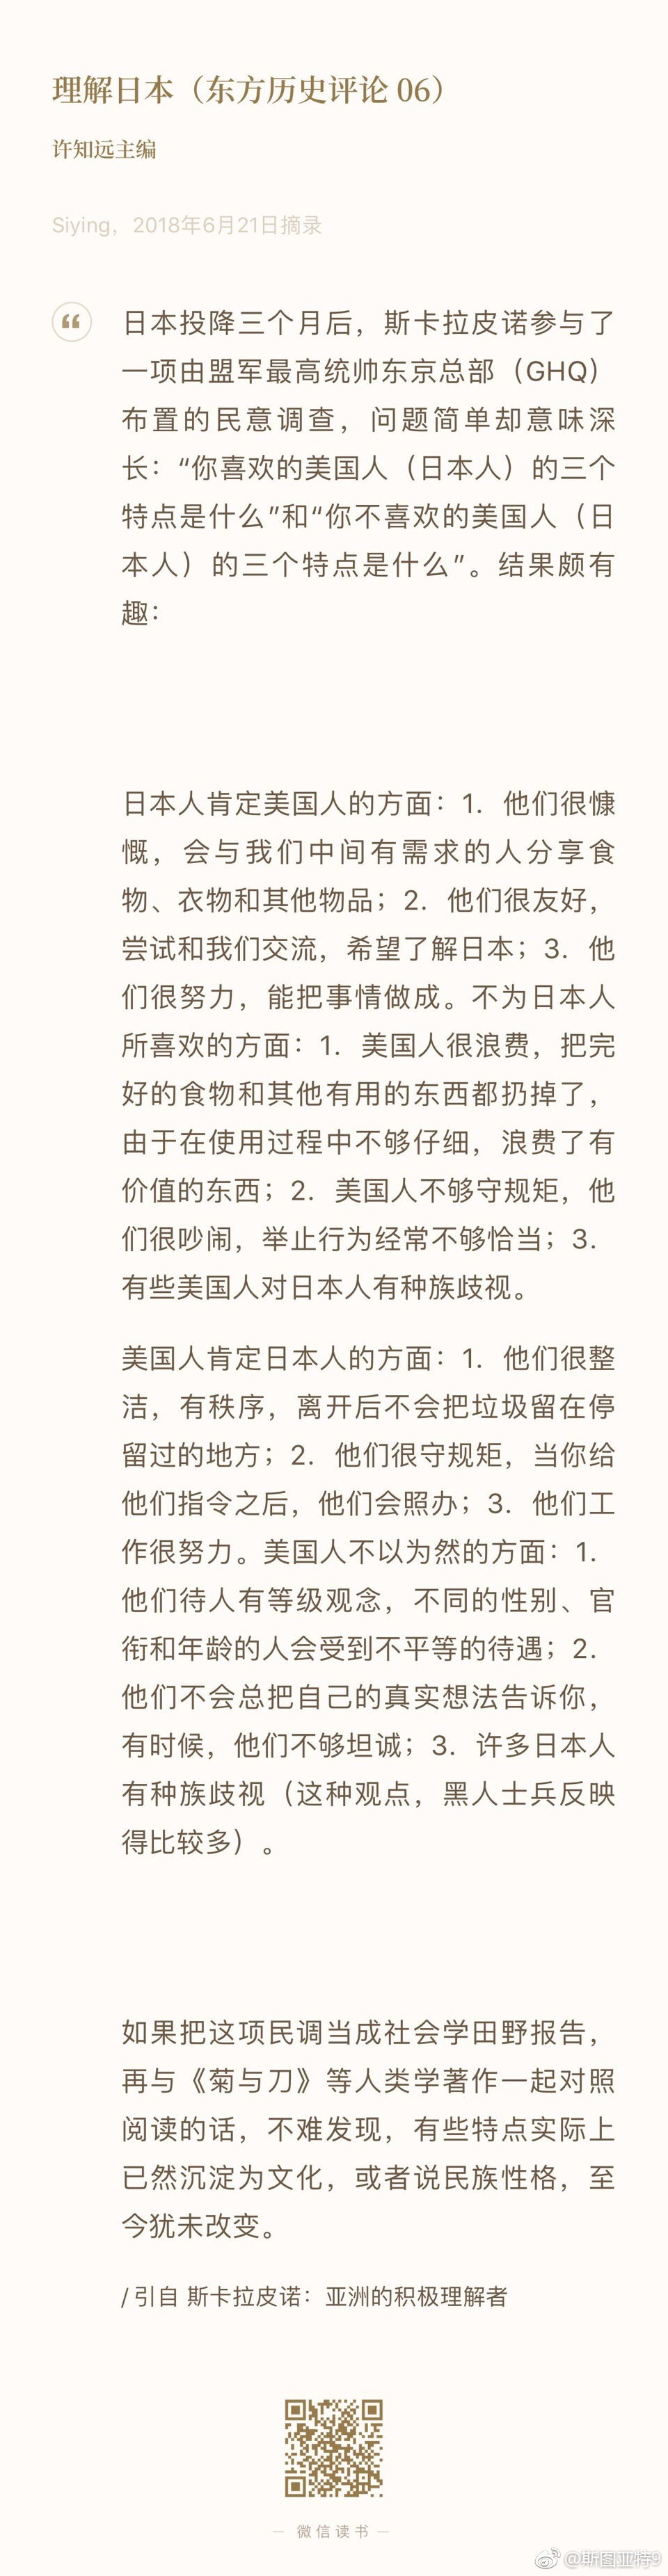 理解日本（东方历史评论 06）
许知远主编
Siying，2018年6月21日摘录
日本投降三个月后，斯卡拉皮诺参与了
一项由盟军最高统帅东京总部（GHQ）
布置的民意调查，问题简单却意味深
长：“你喜欢的美国人（日本人）的三个
特点是什么”和“你不喜欢的美国人（日
本人）的三个特点是什么”。结果颇有
趣：
日本人肯定美国人的方面：1．他们很慷
慨，会与我们中间有需求的人分享食
物、衣物和其他物品；2．他们很友好，
尝试和我们交流，希望了解日本；3．他
们很努力，能把事情做成。不为日本人
所喜欢的方面：1．美国人很浪费，把完
好的食物和其他有用的东西都扔掉了，
由于在使用过程中不够仔细，浪费了有
价值的东西；2．美国人不够守规矩，他
们很吵闹，举止行为经常不够恰当；3．
有些美国人对日本人有种族歧视。
美国人肯定日本人的方面：1．他们很整
洁，有秩序，离开后不会把垃圾留在停
留过的地方；2．他们很守规矩，当你给
他们指令之后，他们会照办；3．他们工
作很努力。美国人不以为然的方面：1．
他们待人有等级观念，不同的性别、官
衔和年龄的人会受到不平等的待遇；2．
他们不会总把自己的真实想法告诉你，
有时候，他们不够坦诚；3．许多日本人
有种族歧视（这种观点，黑人士兵反映
得比较多）。
如果把这项民调当成社会学田野报告，
再与《菊与刀》等人类学著作一起对照
阅读的话，不难发现，有些特点实际上
已然沉淀为文化，或者说民族性格，至
今犹未改变。
/ 引自 斯卡拉皮诺：亚洲的积极理解者
— 微信读书 —
@斯图亚特9